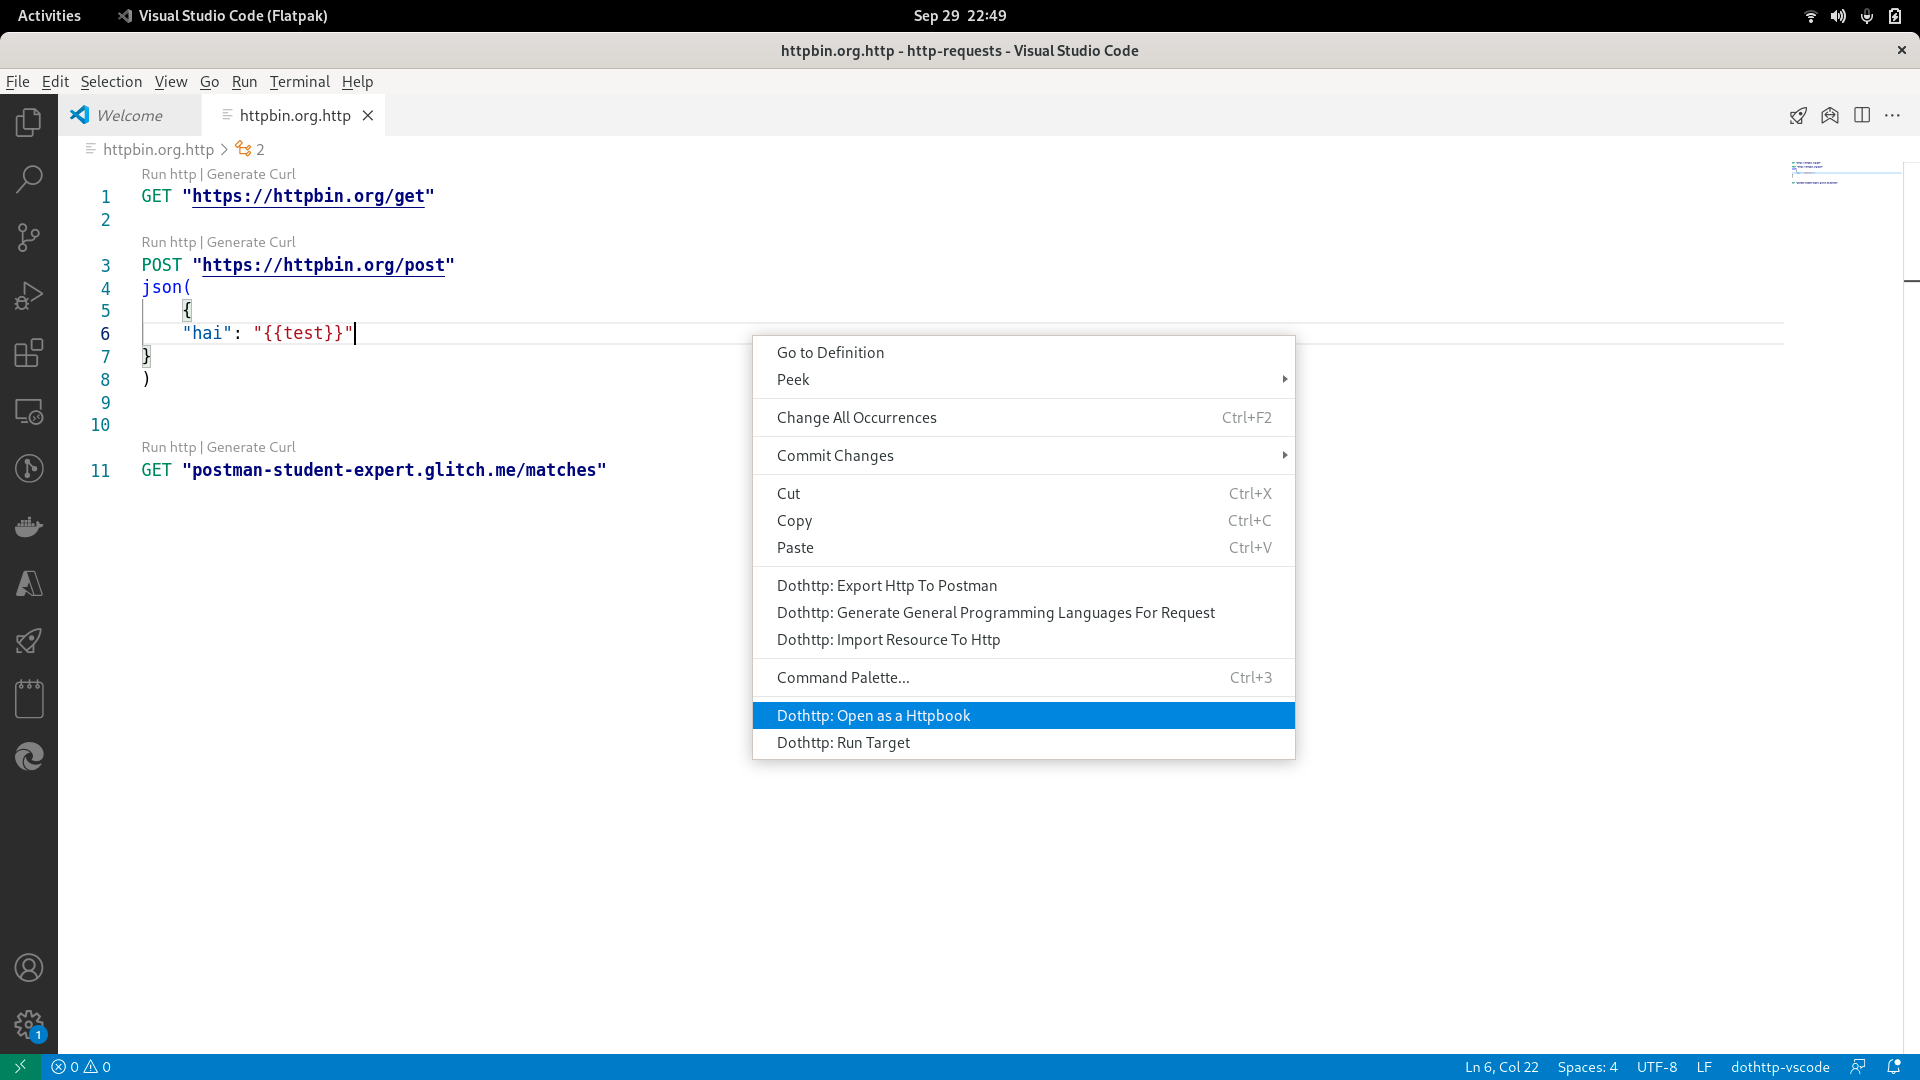 Activities Visual Studio Code (Flatpak) Sep 29 22:49
httpbin.org.http - http-requests - Visual Studio Code
File Edit Selection View Go Run Terminal Help
Welcome httpbin.org.http
httpbin.org.http > 2
Run http | Generate Curl
1 GET "https://httpbin.org/get"
2
Run http | Generate Curl
3 POST "https://httpbin.org/post"
4 json(
5 {
6 "hai": "{{test}}"
7 }
8 )
9
10
Run http | Generate Curl
11 GET "postman-student-expert.glitch.me/matches"
Go to Definition
Peek
Change All Occurrences Ctrl+F2
Commit Changes
Cut Ctrl+X
Copy Ctrl+C
Paste Ctrl+V
Dothttp: Export Http To Postman
Dothttp: Generate General Programming Languages For Request
Dothttp: Import Resource To Http
Command Palette... Ctrl+3
Dothttp: Open as a Httpbook
Dothttp: Run Target
1
0 0 Ln 6, Col 22 Spaces: 4 UTF-8 LF dothttp-vscode